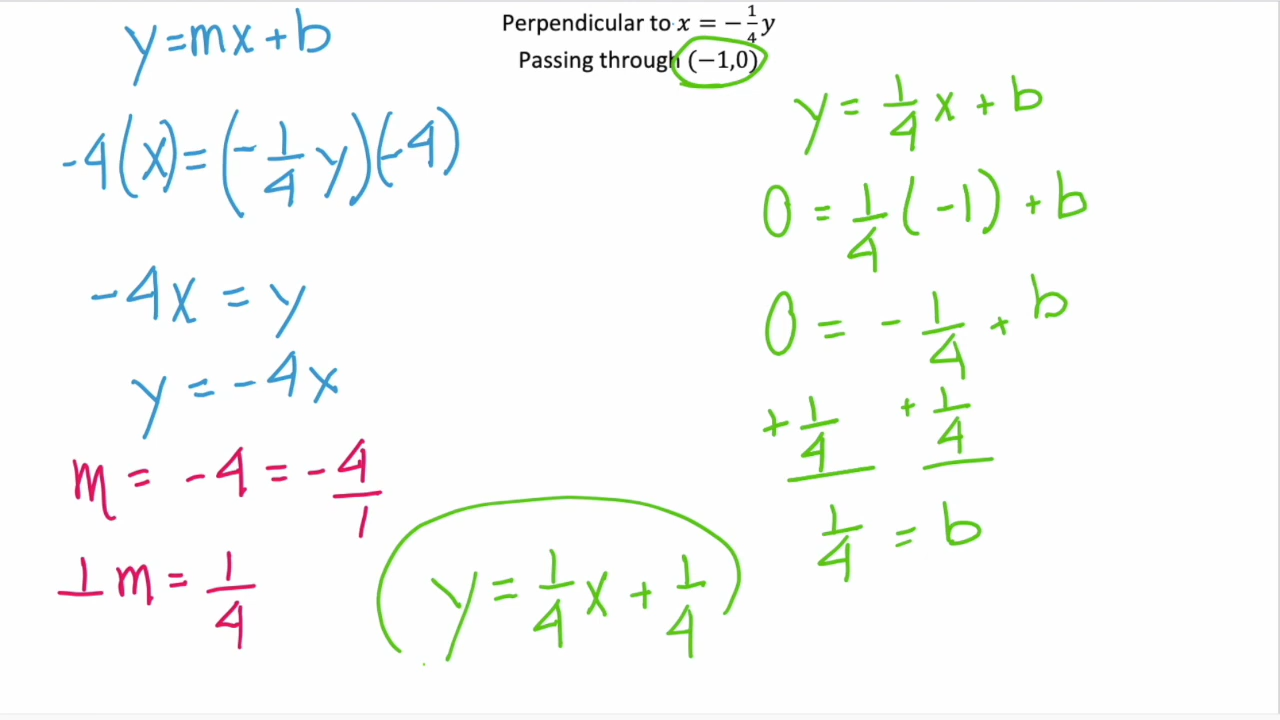 Perpendicular to x = −1/4 y
Passing through (−1,0)
y = mx + b
-4(x) = (-1/4 y)(-4)
-4x = y
y = -4x
m = -4 = -4/1
⊥m = 1/4
y = 1/4 x + b
0 = 1/4 (-1) + b
0 = -1/4 + b
+1/4 +1/4
1/4 = b
y = 1/4 x + 1/4